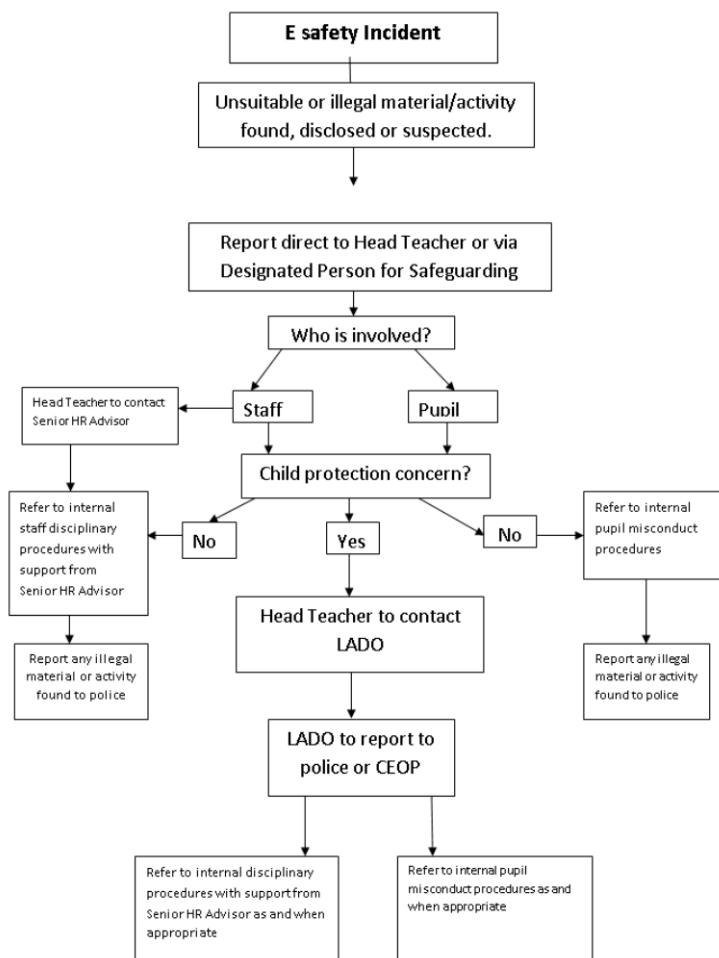 E safety Incident
Unsuitable or illegal material/activity
found, disclosed or suspected.
Report direct to Head Teacher or via
Designated Person for Safeguarding
Who is involved?
Head Teacher to contact
Senior HR Advisor
Staff
Pupil
Child protection concern?
Refer to internal
staff disciplinary
procedures with
support from
Senior HR Advisor
No
Yes
No
Refer to internal
pupil misconduct
procedures
Head Teacher to contact
LADO
Report any illegal
material or activity
found to police
Report any illegal
material or activity
found to police
LADO to report to
police or CEOP
Refer to internal disciplinary
procedures with support from
Senior HR Advisor as and when
appropriate
Refer to internal pupil
misconduct procedures as and
when appropriate